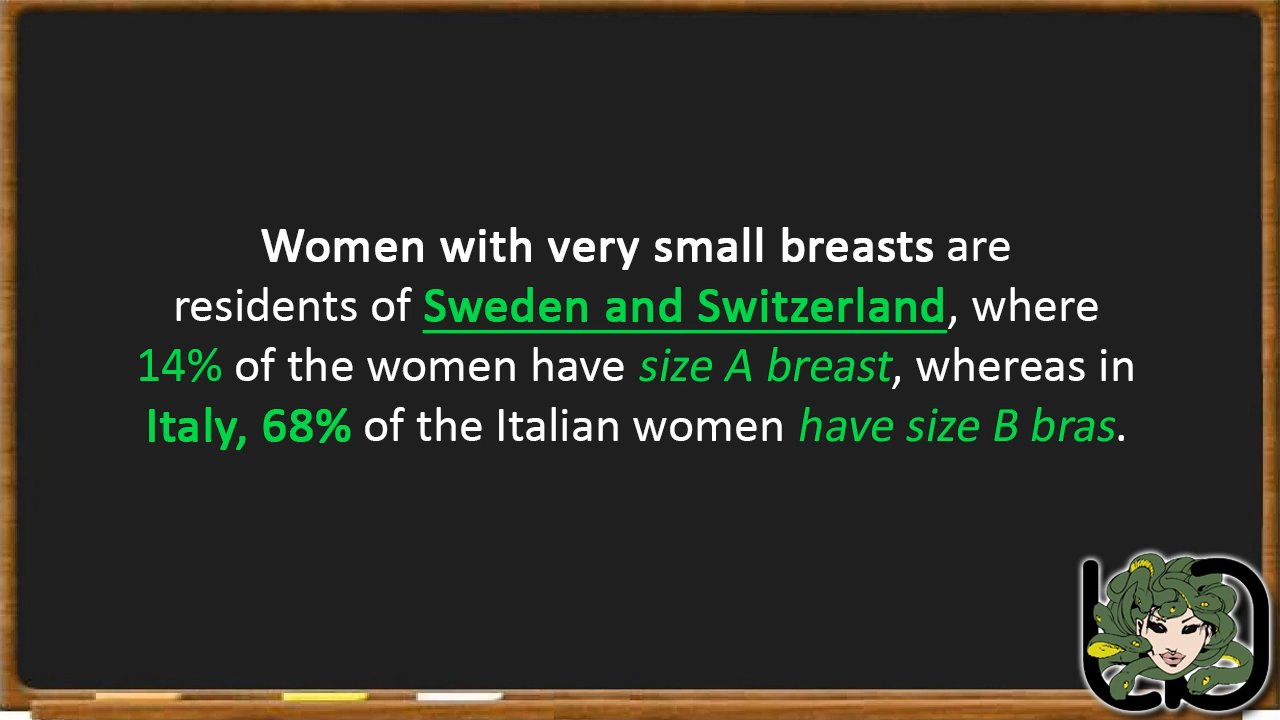 Women with very small breasts are
residents of Sweden and Switzerland, where
14% of the women have size A breast, whereas in
Italy, 68% of the Italian women have size B bras.